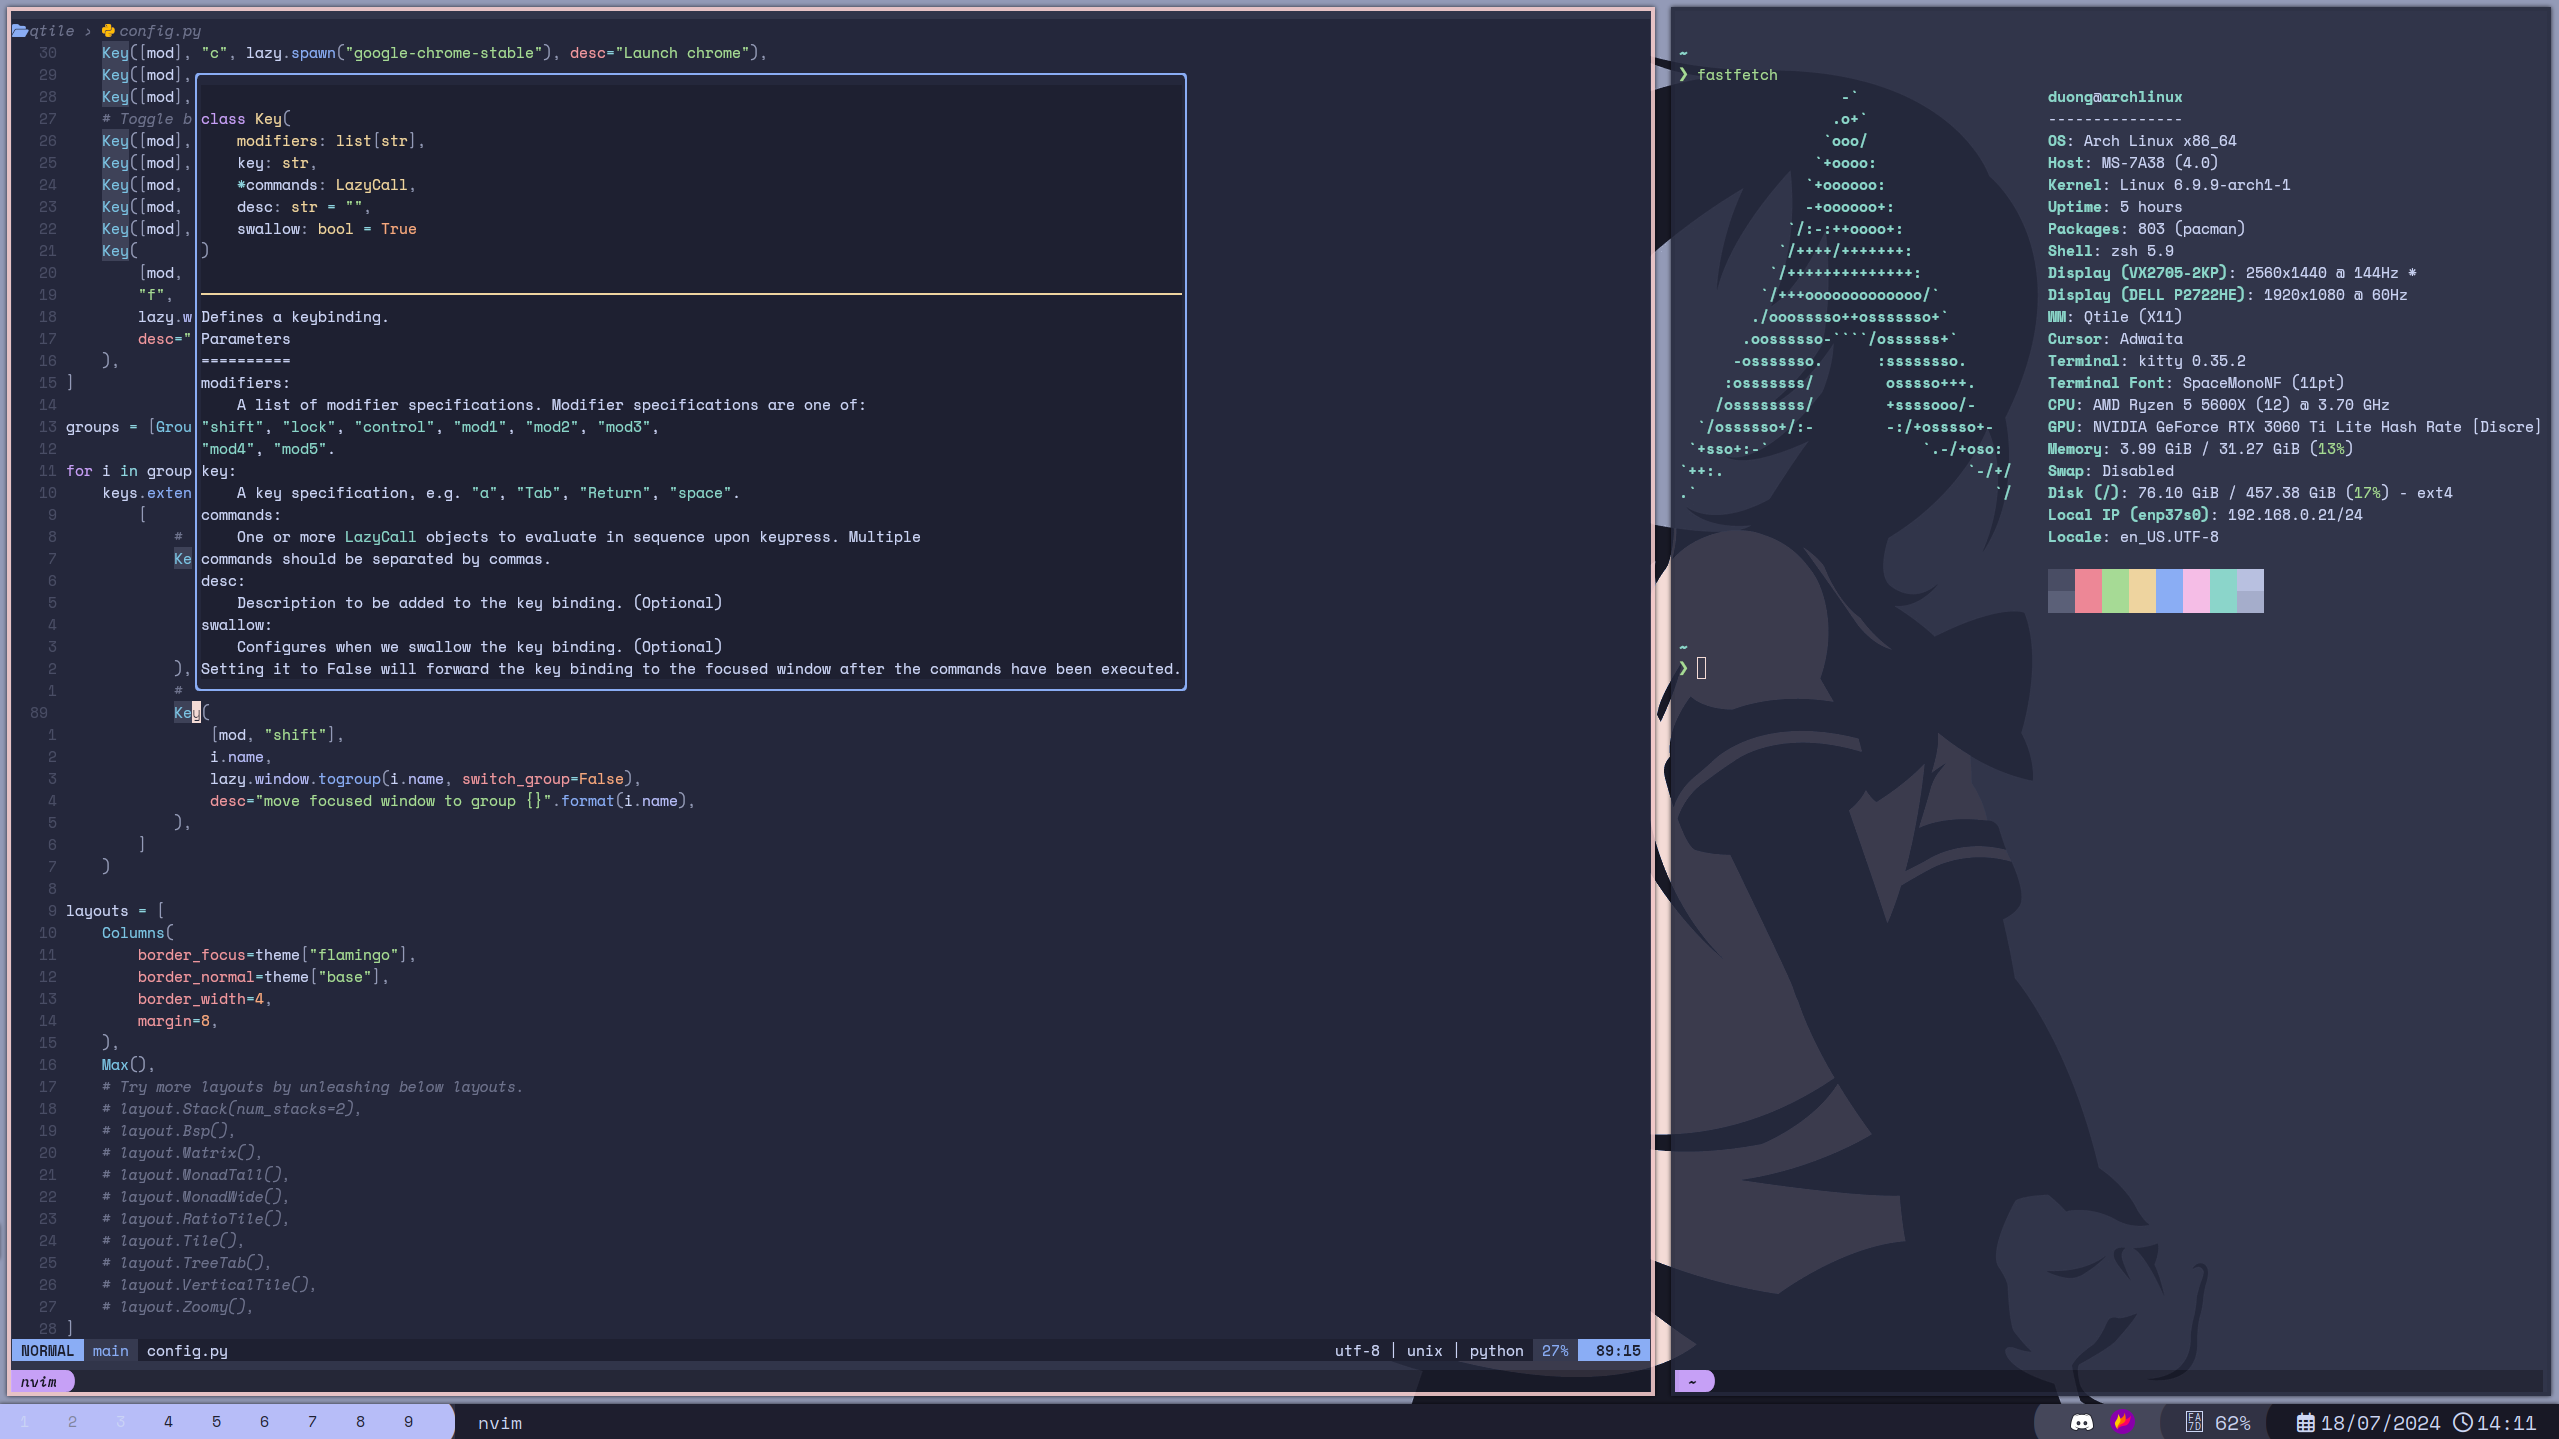 qtile › config.py
30 Key([mod], "c", lazy.spawn("google-chrome-stable"), desc="Launch chrome"),
29 Key([mod],
28 Key([mod],
27 # Toggle b
26 Key([mod],
25 Key([mod],
24 Key([mod,
23 Key([mod,
22 Key([mod],
21 Key(
20 [mod,
19 "f",
18 lazy.w
17 desc="
16 ),
15 ]
14
13 groups = [Grou
12
11 for i in group
10 keys.exten
9 [
8 #
7 Ke
6
5
4
3
2 ),
1 #
89 Key(
1 [mod, "shift"],
2 i.name,
3 lazy.window.togroup(i.name, switch_group=False),
4 desc="move focused window to group {}".format(i.name),
5 ),
6 ]
7 )
8
9 layouts = [
10 Columns(
11 border_focus=theme["flamingo"],
12 border_normal=theme["base"],
13 border_width=4,
14 margin=8,
15 ),
16 Max(),
17 # Try more layouts by unleashing below layouts.
18 # layout.Stack(num_stacks=2),
19 # layout.Bsp(),
20 # layout.Matrix(),
21 # layout.MonadTall(),
22 # layout.MonadWide(),
23 # layout.RatioTile(),
24 # layout.Tile(),
25 # layout.TreeTab(),
26 # layout.VerticalTile(),
27 # layout.Zoomy(),
28 ]
class Key(
modifiers: list[str],
key: str,
*commands: LazyCall,
desc: str = "",
swallow: bool = True
)
Defines a keybinding.
Parameters
==========
modifiers:
A list of modifier specifications. Modifier specifications are one of:
"shift", "lock", "control", "mod1", "mod2", "mod3",
"mod4", "mod5".
key:
A key specification, e.g. "a", "Tab", "Return", "space".
commands:
One or more LazyCall objects to evaluate in sequence upon keypress. Multiple
commands should be separated by commas.
desc:
Description to be added to the key binding. (Optional)
swallow:
Configures when we swallow the key binding. (Optional)
Setting it to False will forward the key binding to the focused window after the commands have been executed.
NORMAL main config.py utf-8 | unix | python 27% 89:15
nvim
~
❯ fastfetch
-`
.o+`
`ooo/
`+oooo:
`+oooooo:
-+oooooo+:
`/:-:++oooo+:
`/++++/+++++++:
`/++++++++++++++:
`/+++ooooooooooooo/`
./ooosssso++osssssso+`
.oossssso-````/ossssss+`
-osssssso. :ssssssso.
:osssssss/ osssso+++.
/ossssssss/ +ssssooo/-
`/ossssso+/:- -:/+osssso+-
`+sso+:-` `.-/+oso:
`++:. `-/+/
.` `/
duong@archlinux
---------------
OS: Arch Linux x86_64
Host: MS-7A38 (4.0)
Kernel: Linux 6.9.9-arch1-1
Uptime: 5 hours
Packages: 803 (pacman)
Shell: zsh 5.9
Display (VX2705-2KP): 2560x1440 @ 144Hz *
Display (DELL P2722HE): 1920x1080 @ 60Hz
WM: Qtile (X11)
Cursor: Adwaita
Terminal: kitty 0.35.2
Terminal Font: SpaceMonoNF (11pt)
CPU: AMD Ryzen 5 5600X (12) @ 3.70 GHz
GPU: NVIDIA GeForce RTX 3060 Ti Lite Hash Rate [Discre]
Memory: 3.99 GiB / 31.27 GiB (13%)
Swap: Disabled
Disk (/): 76.10 GiB / 457.38 GiB (17%) - ext4
Local IP (enp37s0): 192.168.0.21/24
Locale: en_US.UTF-8
~
❯
~
1 2 3 4 5 6 7 8 9 nvim 62% 18/07/2024 14:11